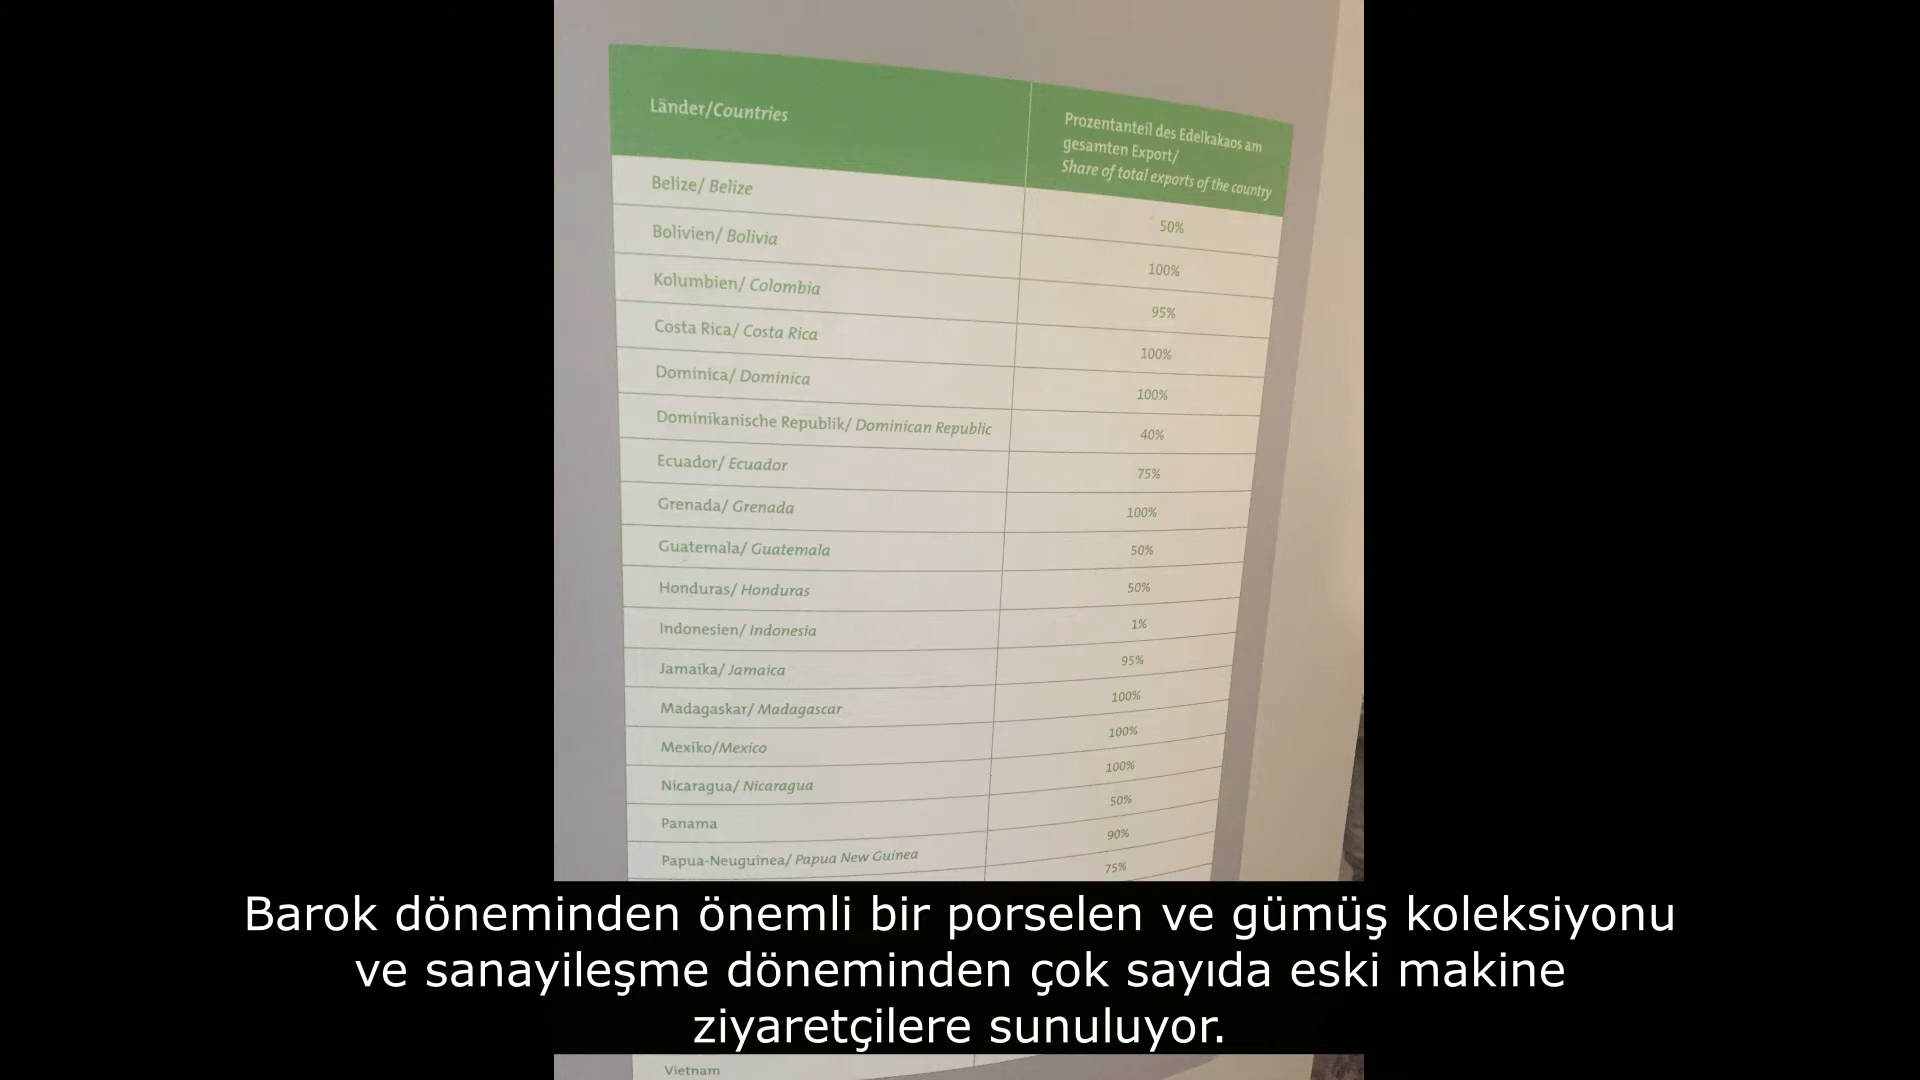 Länder/Countries
Prozentanteil des Edelkakaos am
gesamten Export/
Share of total exports of the country
Belize/ Belize 50%
Bolivien/ Bolivia 100%
Kolumbien/ Colombia 95%
Costa Rica/ Costa Rica 100%
Dominica/ Dominica 100%
Dominikanische Republik/ Dominican Republic 40%
Ecuador/ Ecuador 75%
Grenada/ Grenada 100%
Guatemala/ Guatemala 50%
Honduras/ Honduras 50%
Indonesien/ Indonesia 1%
Jamaika/ Jamaica 95%
Madagaskar/ Madagascar 100%
Mexiko/Mexico 100%
Nicaragua/ Nicaragua 100%
Panama 50%
Papua-Neuguinea/ Papua New Guinea 90%
75%
Barok döneminden önemli bir porselen ve gümüş koleksiyonu
ve sanayileşme döneminden çok sayıda eski makine
ziyaretçilere sunuluyor.
Vietnam